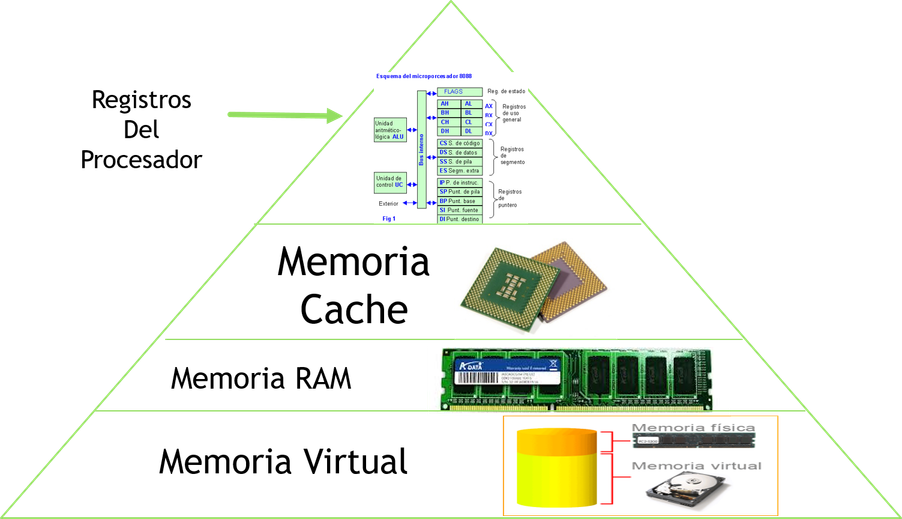 Esquema del microporcesador 8088
Registros
Del
Procesador
FLAGS
Reg. de estado
AH AL AX
BH BL BX
CH CL CX
DH DL DX
Registros
de uso
general
Unidad
aritmético-
lógica ALU
Bus interno
CS S. de código
DS S. de datos
SS S. de pila
ES Segm. extra
Registros
de
segmento
Unidad de
control UC
IP P. de instruc.
SP Punt. de pila
BP Punt. base
SI Punt. fuente
DI Punt. destino
Registros
de
puntero
Exterior
Fig 1
Memoria
Cache
Memoria RAM
ADATA
Memoria Virtual
Memoria física
Memoria virtual